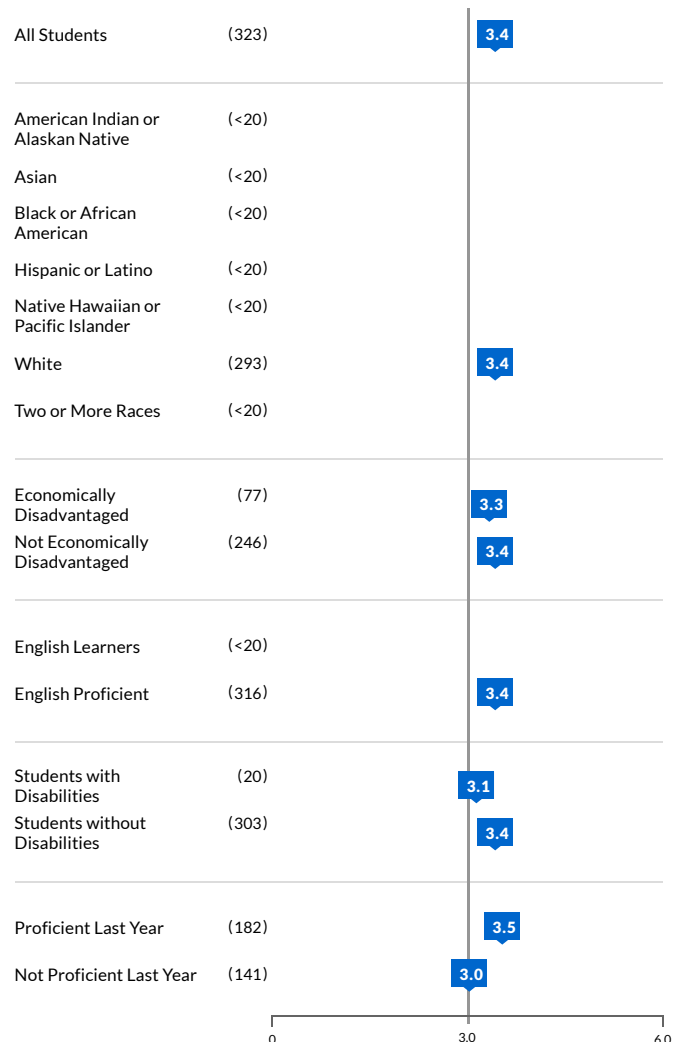 All Students (323) 3.4
American Indian or (<20)
Alaskan Native
Asian (<20)
Black or African (<20)
American
Hispanic or Latino (<20)
Native Hawaiian or (<20)
Pacific Islander
White (293) 3.4
Two or More Races (<20)
Economically (77) 3.3
Disadvantaged
Not Economically (246) 3.4
Disadvantaged
English Learners (<20)
English Proficient (316) 3.4
Students with (20) 3.1
Disabilities
Students without (303) 3.4
Disabilities
Proficient Last Year (182) 3.5
Not Proficient Last Year (141) 3.0
0 3.0 6.0